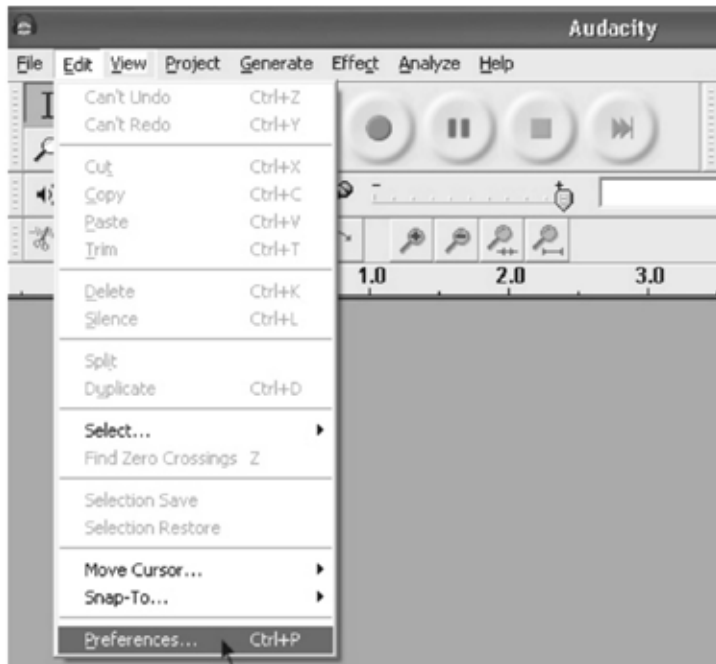 Audacity
File Edit View Project Generate Effect Analyze Help
Can't Undo Ctrl+Z
Can't Redo Ctrl+Y
Cut Ctrl+X
Copy Ctrl+C
Paste Ctrl+V
Trim Ctrl+T
1.0 2.0 3.0
Delete Ctrl+K
Silence Ctrl+L
Split
Duplicate Ctrl+D
Select...
Find Zero Crossings Z
Selection Save
Selection Restore
Move Cursor...
Snap-To...
Preferences... Ctrl+P